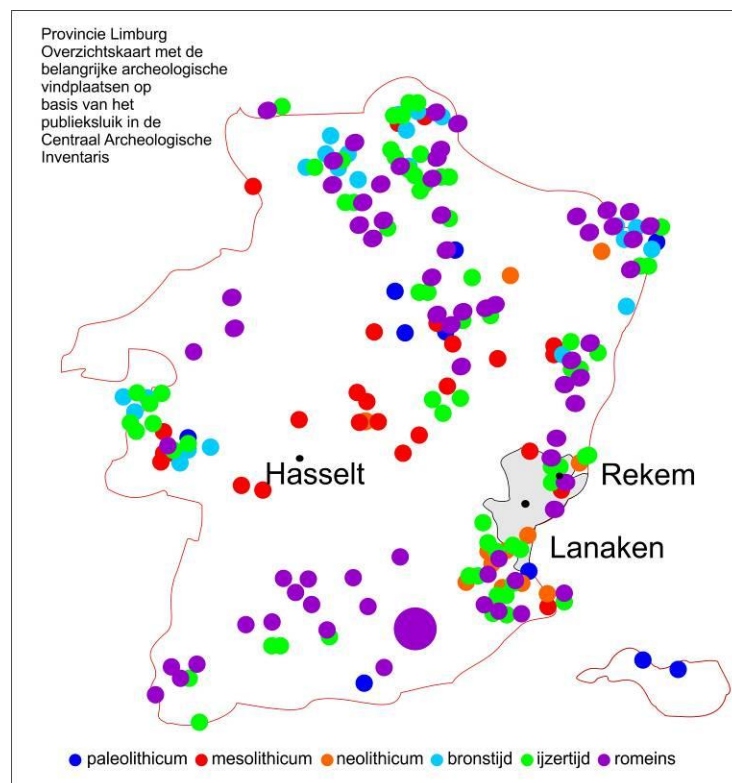 Provincie Limburg
Overzichtskaart met de
belangrijke archeologische
vindplaatsen op
basis van het
publieksluik in de
Centraal Archeologische
Inventaris
Hasselt
Rekem
Lanaken
paleolithicum mesolithicum neolithicum bronstijd ijzertijd romeins